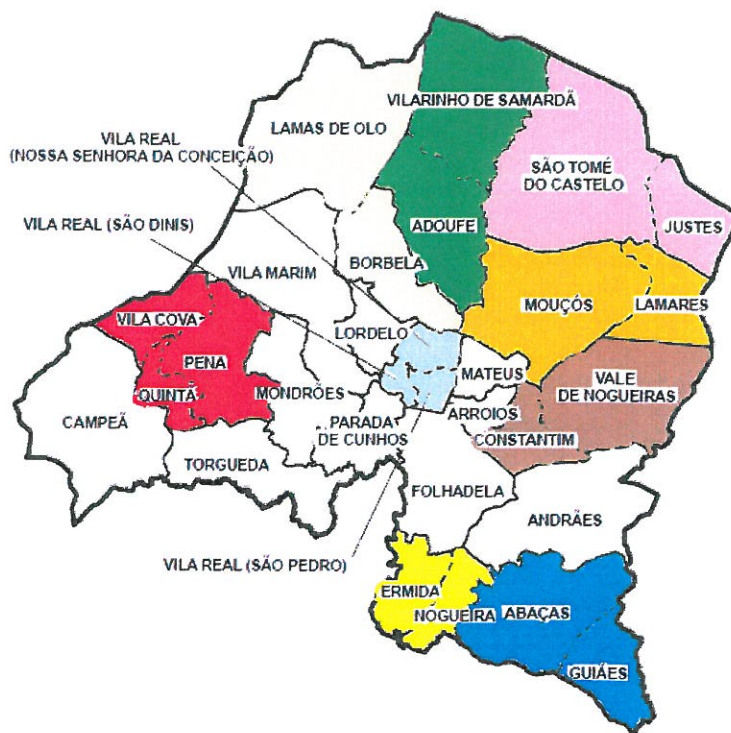 VILARINHO DE SAMARDÃ
LAMAS DE OLO
VILA REAL
(NOSSA SENHORA DA CONCEIÇÃO)
SÃO TOMÉ
DO CASTELO
VILA REAL (SÃO DINIS)
ADOUFE
JUSTES
BORBELA
VILA MARIM
MOUÇÓS
LAMARES
VILA COVA
LORDELO
PENA
MATEUS
VALE
DE NOGUEIRAS
QUINTÃ
MONDRÕES
CAMPEÃ
PARADA
DE CUNHOS
ARROIOS
CONSTANTIM
TORGUEDA
FOLHADELA
ANDRÃES
VILA REAL (SÃO PEDRO)
ERMIDA
NOGUEIRA
ABAÇAS
GUIÃES